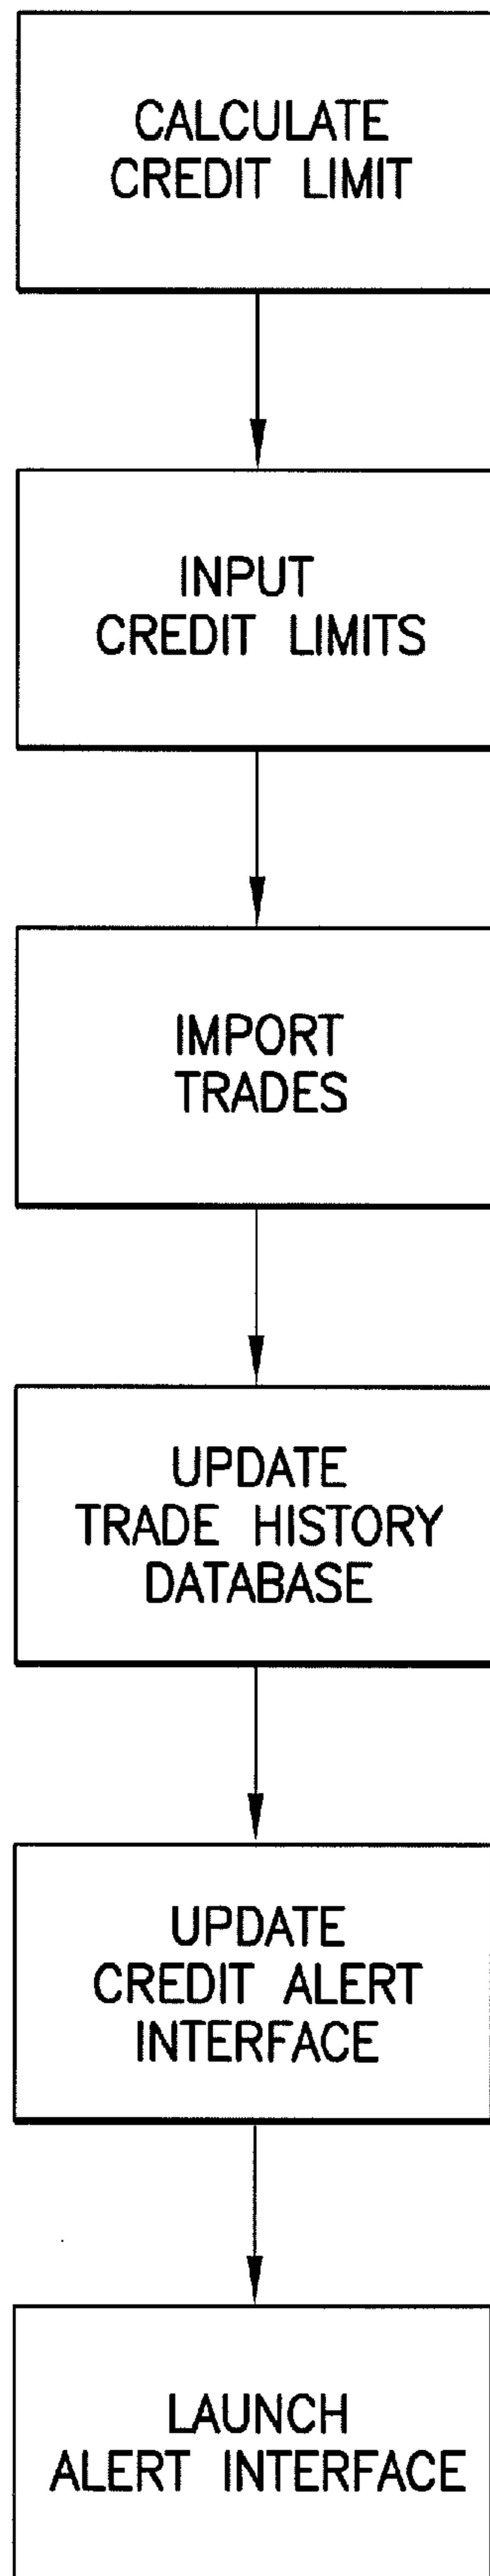 CALCULATE
CREDIT LIMIT
INPUT
CREDIT LIMITS
IMPORT
TRADES
UPDATE
TRADE HISTORY
DATABASE
UPDATE
CREDIT ALERT
INTERFACE
LAUNCH
ALERT INTERFACE